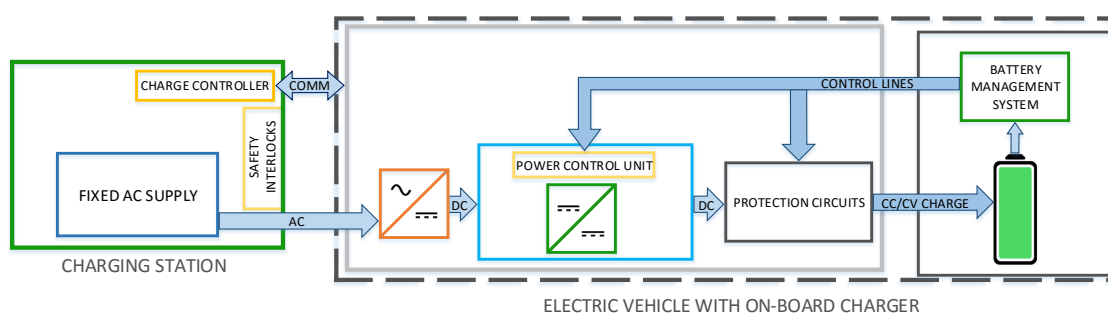 CHARGE CONTROLLER
COMM
SAFETY
INTERLOCKS
FIXED AC SUPPLY
AC
CHARGING STATION
CONTROL LINES
BATTERY
MANAGEMENT
SYSTEM
POWER CONTROL UNIT
DC
DC
PROTECTION CIRCUITS
CC/CV CHARGE
ELECTRIC VEHICLE WITH ON-BOARD CHARGER